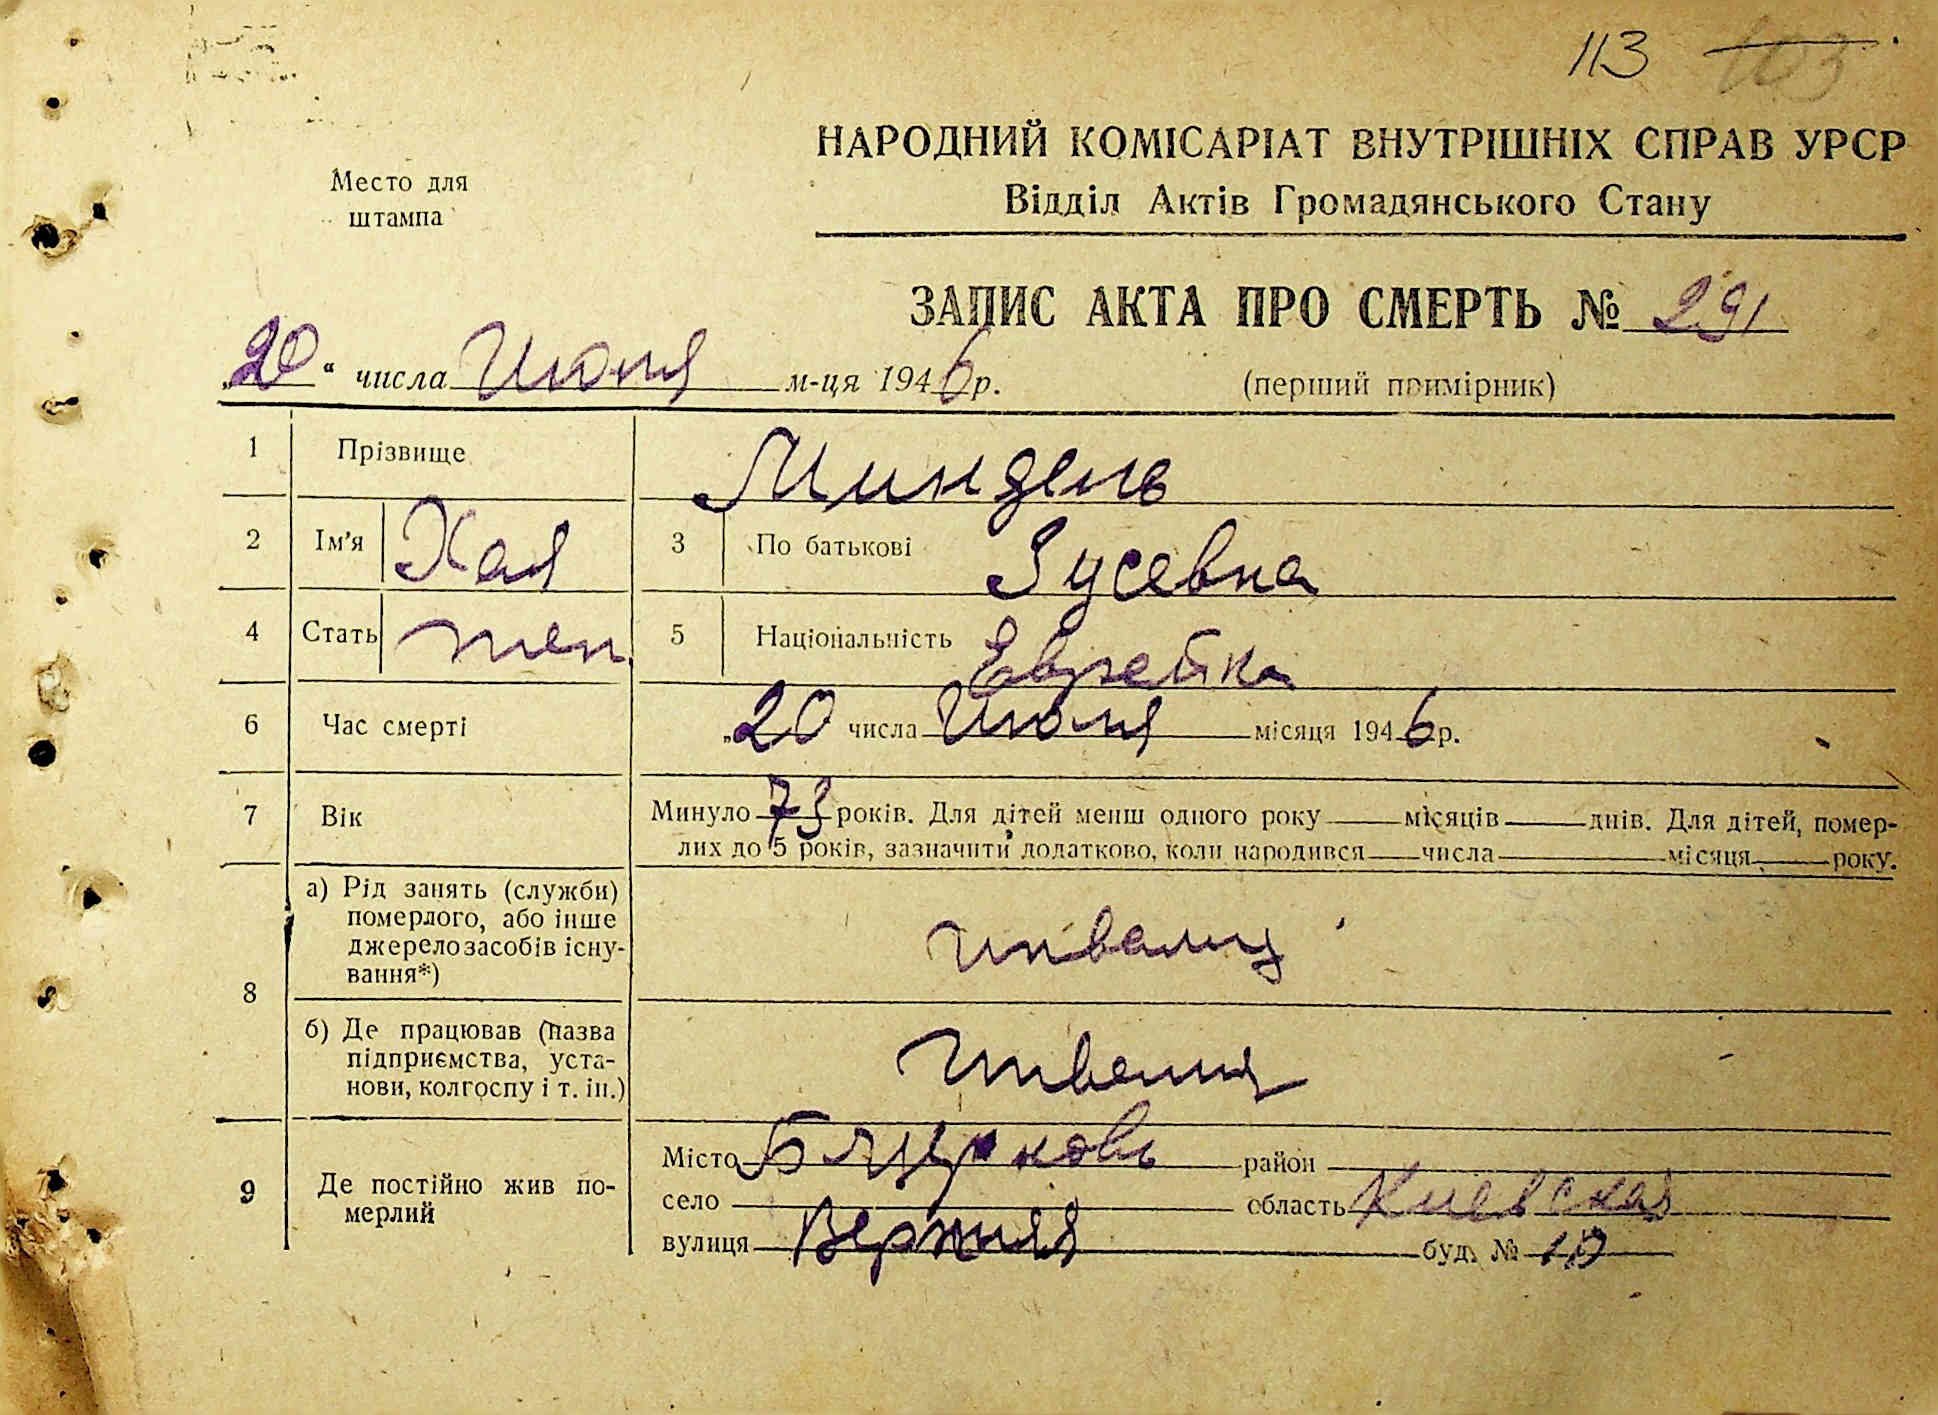 113 103
НАРОДНИЙ КОМІСАРІАТ ВНУТРІШНІХ СПРАВ УРСР
Место для
штампа
Відділ Актів Громадянського Стану
ЗАПИС АКТА ПРО СМЕРТЬ № 291
„20“ числа Июля м-ця 1946 р.
(перший примірник)
1 Прізвище Миндель
2 Ім'я Хая 3 По батькові Зусевна
4 Стать жен 5 Національність Еврейка
6 Час смерті „20 числа Июля місяця 1946 р.
7 Вік Минуло 73 років. Для дітей менш одного року місяців днів. Для дітей, помер-
лих до 5 років, зазначити додатково, коли народився числа місяця року.
8 а) Рід занять (служби)
померлого, або інше
джерело засобів існу-
вання*)
инвалид
б) Де працював (назва
підприємства, уста-
нови, колгоспу і т. ін.)
9 Де постійно жив по-
мерлий
Місто Б Церковь район
село область Киевская
вулиця буд. № 10